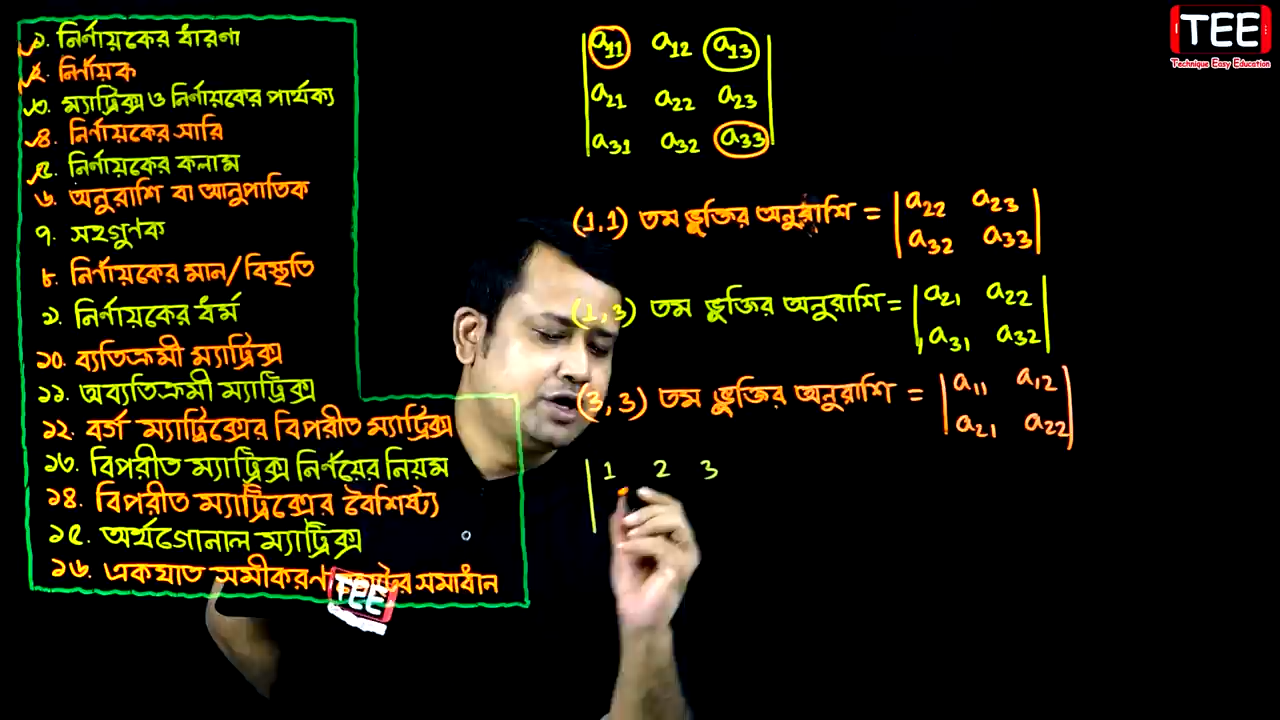 ১. নির্ণায়কের ধারণা
২. নির্ণায়ক
৩. ম্যাট্রিক্স ও নির্ণায়কের পার্থক্য
৪. নির্ণায়কের সারি
৫. নির্ণায়কের কলাম
৬. অনুরাশি বা আনুপাতিক
৭. সহগুণক
৮. নির্ণায়কের মান/বিস্তৃতি
৯. নির্ণায়কের ধর্ম
১০. ব্যতিক্রমী ম্যাট্রিক্স
১১. অব্যতিক্রমী ম্যাট্রিক্স
১২. বর্গ ম্যাট্রিক্সের বিপরীত ম্যাট্রিক্স
১৩. বিপরীত ম্যাট্রিক্স নির্ণয়ের নিয়ম
১৪. বিপরীত ম্যাট্রিক্সের বৈশিষ্ট্য
১৫. অর্থগোনাল ম্যাট্রিক্স
১৬. একঘাত সমীকরণ সমাধান
a11 a12 a13
a21 a22 a23
a31 a32 a33
(1,1) তম ভুক্তির অনুরাশি = | a22 a23 |
| a32 a33 |
(1,3) তম ভুক্তির অনুরাশি = | a21 a22 |
| a31 a32 |
(3,3) তম ভুক্তির অনুরাশি = | a11 a12 |
| a21 a22 |
| 1 2 3
TEE
Technique Easy Education
TEE